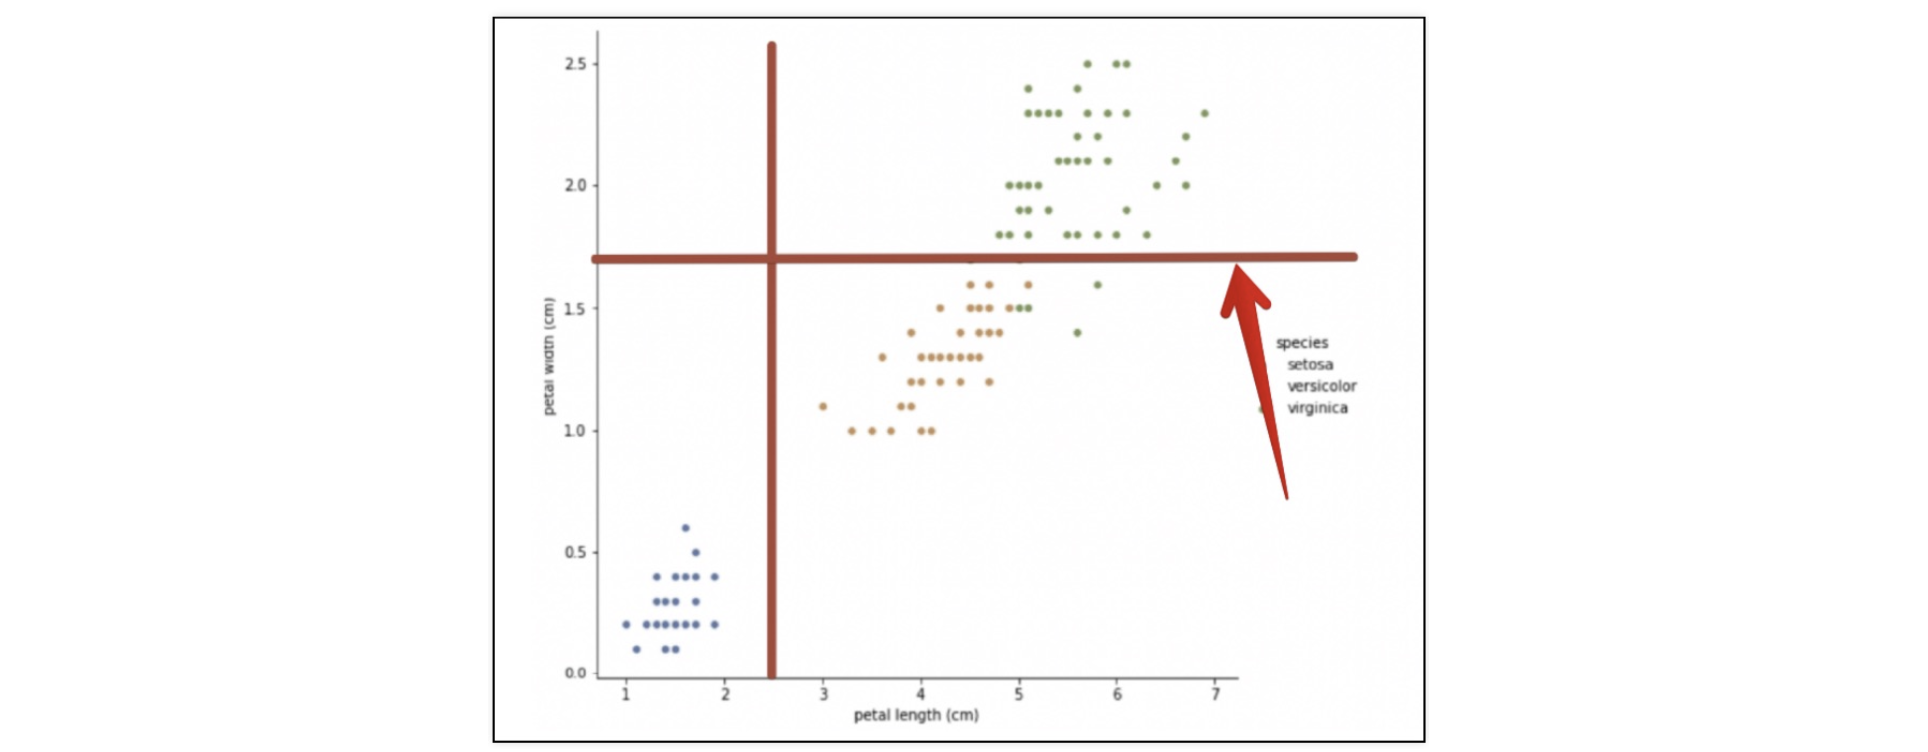 2.5
2.0
1.5
1.0
0.5
0.0
petal width (cm)
1 2 3 4 5 6 7
petal length (cm)
species
setosa
versicolor
virginica